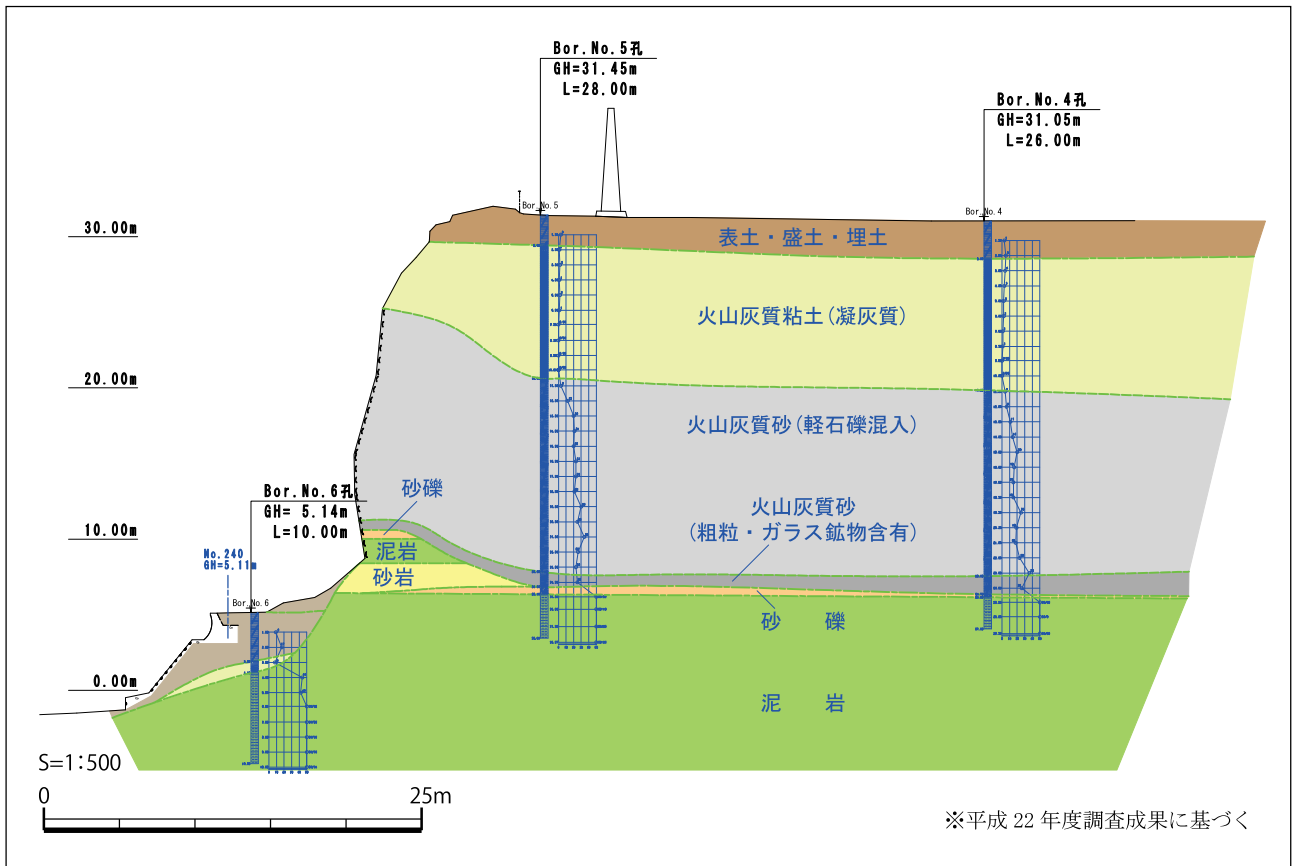 Bor.No.5孔
GH=31.45m
L=28.00m
Bor.No.4孔
GH=31.05m
L=26.00m
Bor.No.5
Bor.No.4
30.00m
表土・盛土・埋土
火山灰質粘土(凝灰質)
20.00m
火山灰質砂(軽石礫混入)
砂礫
Bor.No.6孔
GH= 5.14m
L=10.00m
火山灰質砂
(粗粒・ガラス鉱物含有)
10.00m
泥岩
No.240
GH=5.11m
砂岩
Bor.No.6
砂　礫
0.00m
泥　岩
S=1:500
0 25m
※平成 22 年度調査成果に基づく